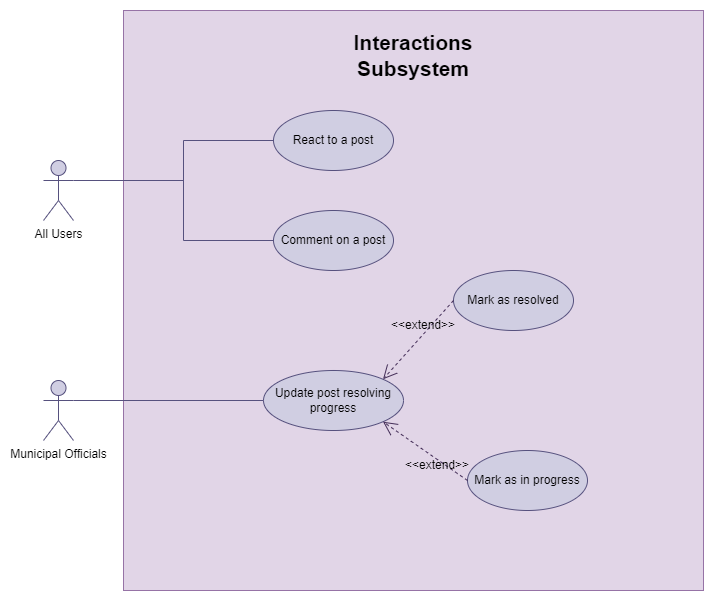 Interactions
Subsystem
React to a post
All Users
Comment on a post
Mark as resolved
<<extend>>
Update post resolving
progress
Municipal Officials
<<extend>>
Mark as in progress